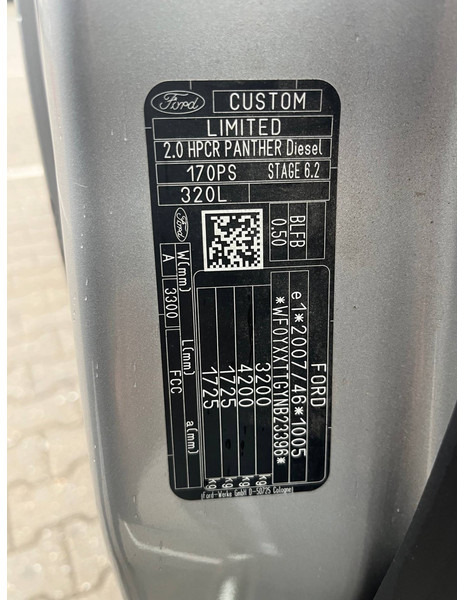 Ford CUSTOM
LIMITED
2.0 HPCR PANTHER Diesel
170PS STAGE 6.2
320L
BLFB
0.50
Ford
W(mm) L(mm) a(mm)
A 3300 FCC
FORD
e1*2007/46*1005
*WF0YXXTTGYNB23396*
3200 kg
4200 kg
1725 kg
1725 kg
(Ford-Werke GmbH D-50725 Cologne)